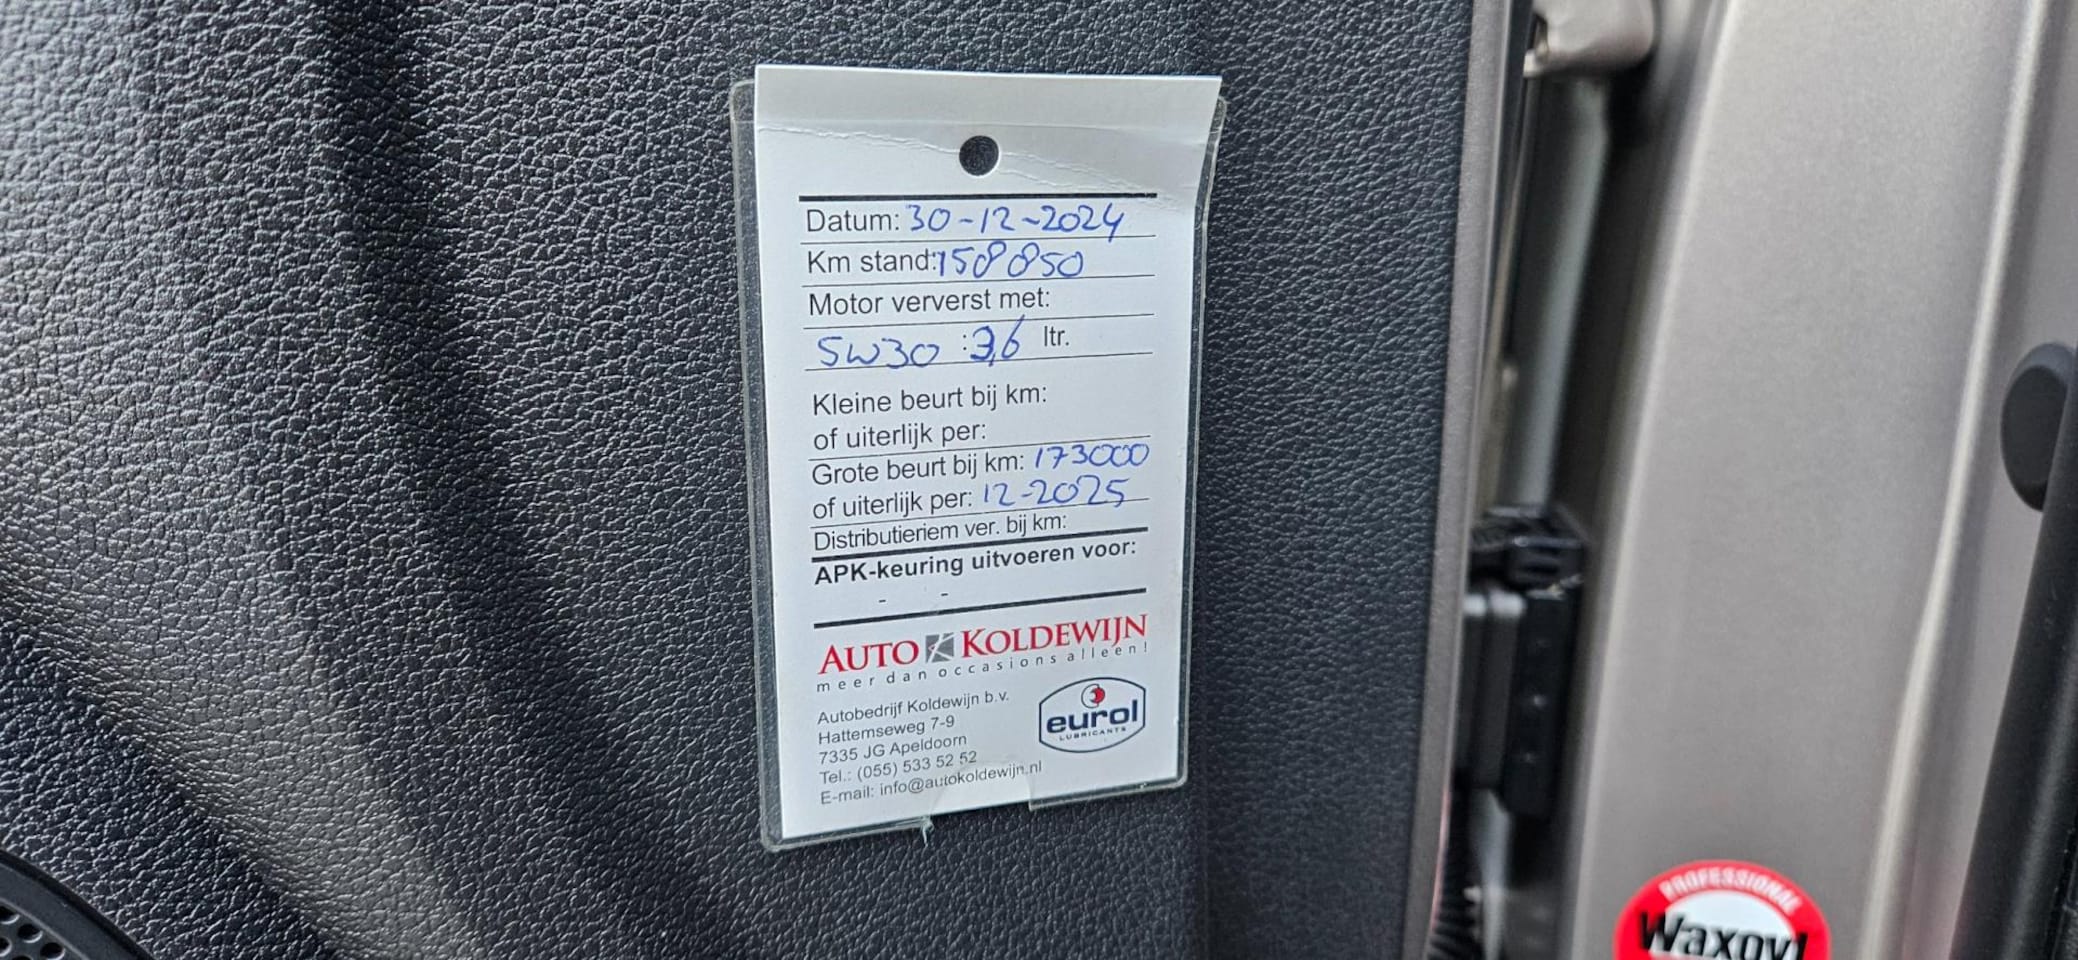 Datum: 30-12-2024
Km stand: 158850
Motor ververst met:
5W30 : 3,6 ltr.
Kleine beurt bij km:
of uiterlijk per:
Grote beurt bij km: 173000
of uiterlijk per: 12-2025
Distributieriem ver. bij km:
APK-keuring uitvoeren voor:
- -
AUTO KOLDEWIJN
meer dan occasions alleen!
Autobedrijf Koldewijn b.v.
Hattemseweg 7-9
7335 JG Apeldoorn
Tel.: (055) 533 52 52
E-mail: info@autokoldewijn.nl
eurol
LUBRICANTS
PROFESSIONAL
Waxoyl